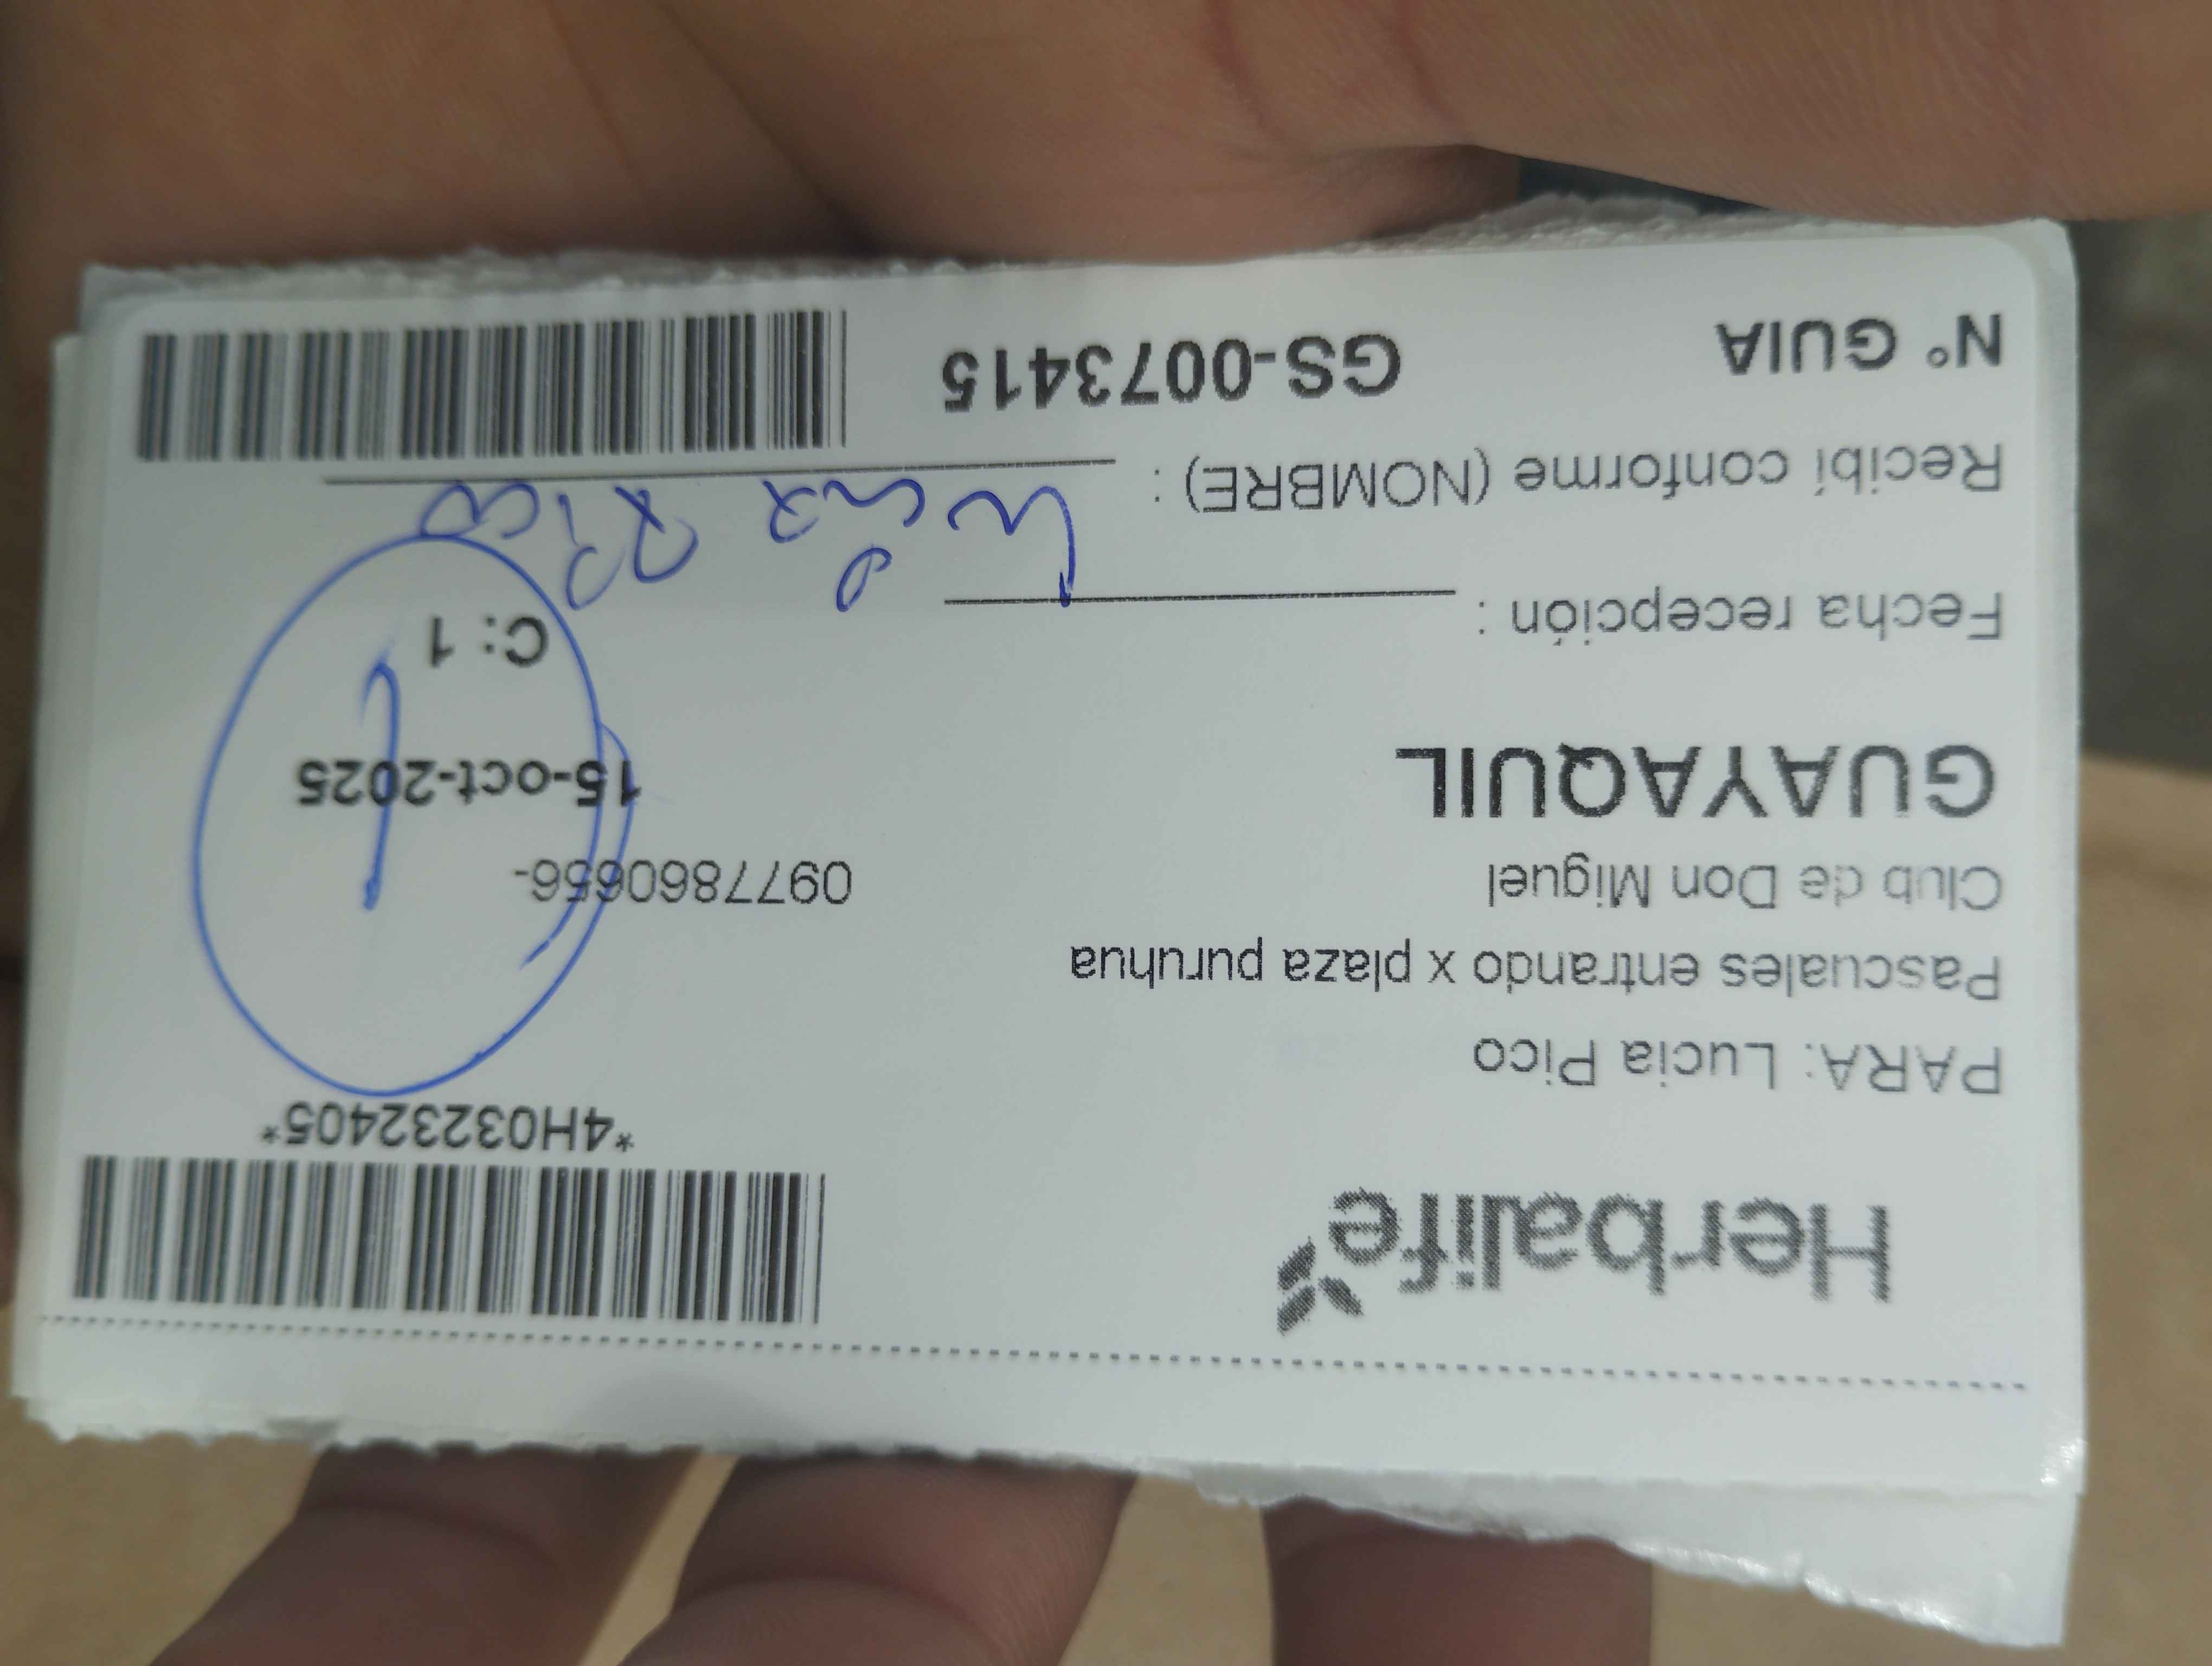 Herbalife
*4H03232405*
PARA: Lucia Pico
Pascuales entrando x plaza puruhua
Club de Don Miguel
0977860656-
GUAYAQUIL
15-oct-2025
1
C: 1
Fecha recepción :
Recibí conforme (NOMBRE) : Lucia Pico
N° GUIA GS-0073415